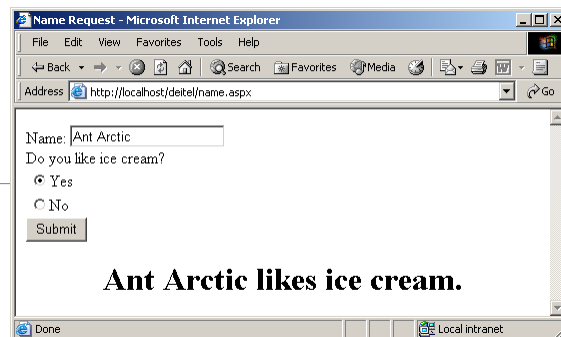 Name Request - Microsoft Internet Explorer
File Edit View Favorites Tools Help
Back Search Favorites Media
Address http://localhost/deitel/name.aspx Go
Name: Ant Arctic
Do you like ice cream?
Yes
No
Submit
Ant Arctic likes ice cream.
Done Local intranet